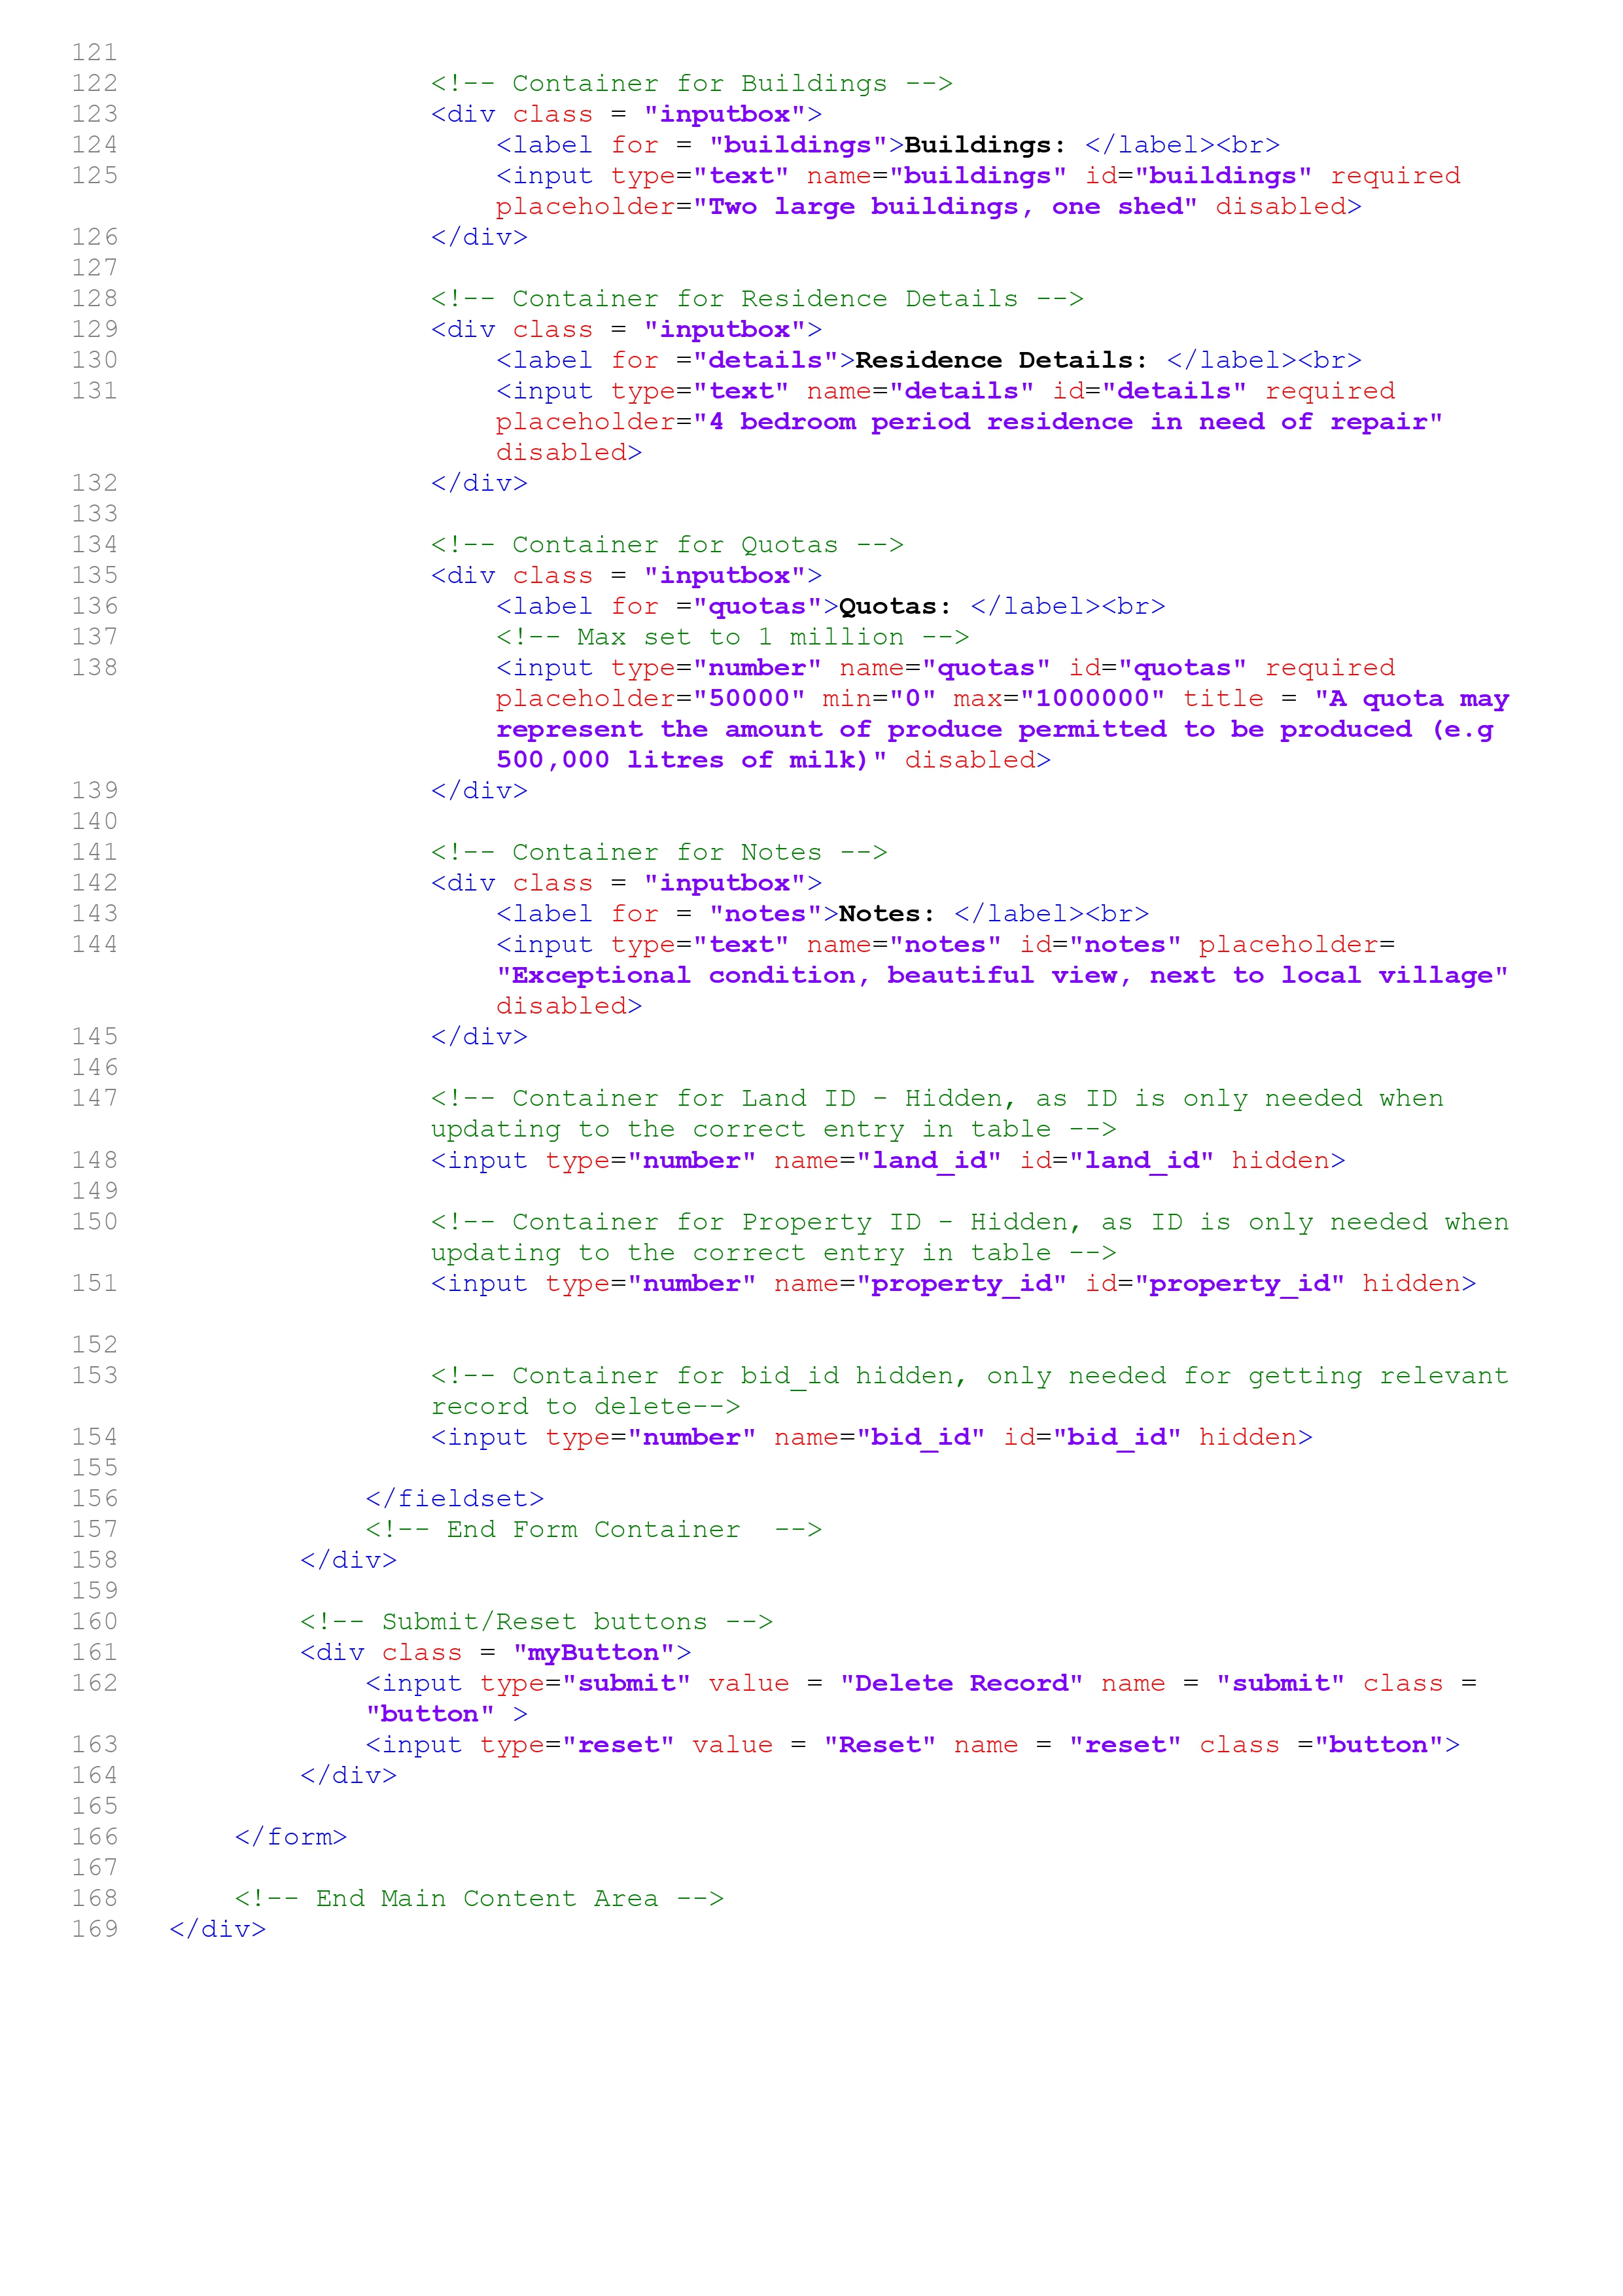 121
122 <!-- Container for Buildings -->
123 <div class = "inputbox">
124 <label for = "buildings">Buildings: </label><br>
125 <input type="text" name="buildings" id="buildings" required
placeholder="Two large buildings, one shed" disabled>
126 </div>
127
128 <!-- Container for Residence Details -->
129 <div class = "inputbox">
130 <label for ="details">Residence Details: </label><br>
131 <input type="text" name="details" id="details" required
placeholder="4 bedroom period residence in need of repair"
disabled>
132 </div>
133
134 <!-- Container for Quotas -->
135 <div class = "inputbox">
136 <label for ="quotas">Quotas: </label><br>
137 <!-- Max set to 1 million -->
138 <input type="number" name="quotas" id="quotas" required
placeholder="50000" min="0" max="1000000" title = "A quota may
represent the amount of produce permitted to be produced (e.g
500,000 litres of milk)" disabled>
139 </div>
140
141 <!-- Container for Notes -->
142 <div class = "inputbox">
143 <label for = "notes">Notes: </label><br>
144 <input type="text" name="notes" id="notes" placeholder=
"Exceptional condition, beautiful view, next to local village"
disabled>
145 </div>
146
147 <!-- Container for Land ID - Hidden, as ID is only needed when
updating to the correct entry in table -->
148 <input type="number" name="land_id" id="land_id" hidden>
149
150 <!-- Container for Property ID - Hidden, as ID is only needed when
updating to the correct entry in table -->
151 <input type="number" name="property_id" id="property_id" hidden>
152
153 <!-- Container for bid_id hidden, only needed for getting relevant
record to delete-->
154 <input type="number" name="bid_id" id="bid_id" hidden>
155
156 </fieldset>
157 <!-- End Form Container  -->
158 </div>
159
160 <!-- Submit/Reset buttons -->
161 <div class = "myButton">
162 <input type="submit" value = "Delete Record" name = "submit" class =
"button" >
163 <input type="reset" value = "Reset" name = "reset" class ="button">
164 </div>
165
166 </form>
167
168 <!-- End Main Content Area -->
169 </div>